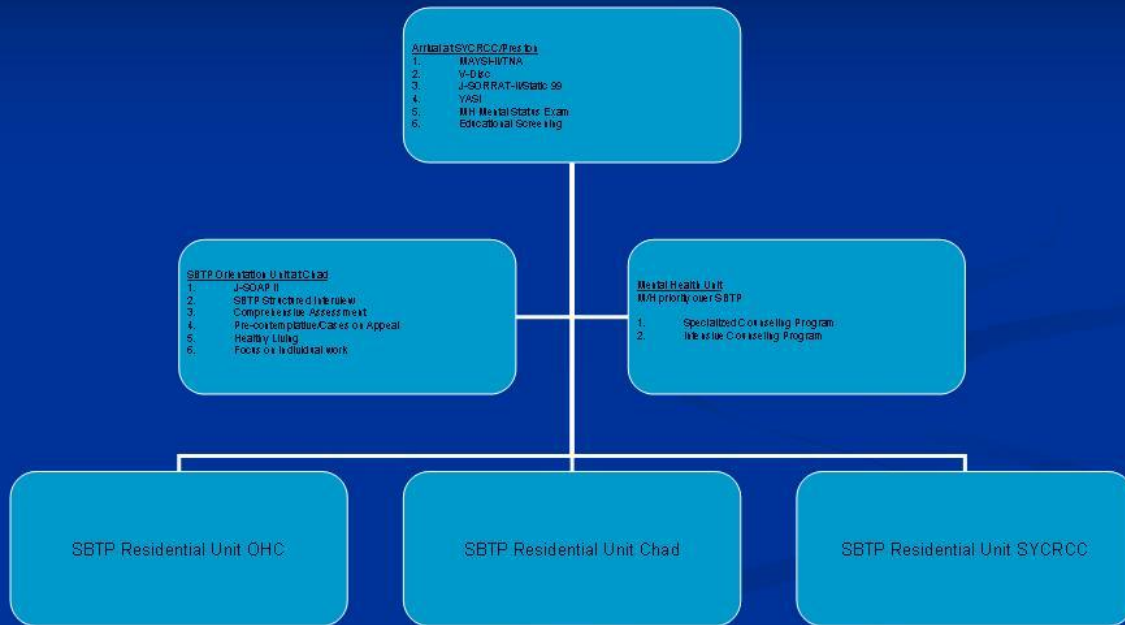 Arrival at SYCRCC/Preston
1. MAYSI-II/TNA
2. V-Disc
3. J-SORRAT-II/Static 99
4. YASI
5. MH Mental Status Exam
6. Educational Screening
SBTP Orientation Unit at Chad
1. J-SOAP II
2. SBTP Structured Interview
3. Comprehensive Assessment
4. Pre-contemplative/Cases on Appeal
5. Healthy Living
6. Focus on individual work
Mental Health Unit
M/H priority over SBTP
1. Specialized Counseling Program
2. Intensive Counseling Program
SBTP Residential Unit OHC
SBTP Residential Unit Chad
SBTP Residential Unit SYCRCC